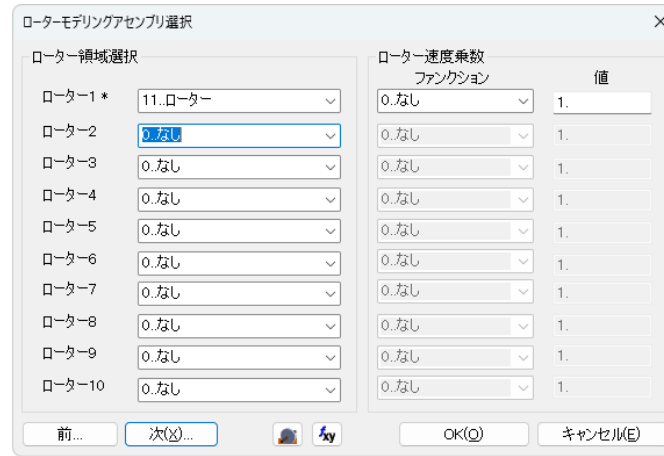 ローターモデリングアセンブリ選択
ローター領域選択
ローター速度乗数
ファンクション 値
ローター1 * 11..ローター 0..なし 1.
ローター2 0..なし 0..なし 1.
ローター3 0..なし 0..なし 1.
ローター4 0..なし 0..なし 1.
ローター5 0..なし 0..なし 1.
ローター6 0..なし 0..なし 1.
ローター7 0..なし 0..なし 1.
ローター8 0..なし 0..なし 1.
ローター9 0..なし 0..なし 1.
ローター10 0..なし 0..なし 1.
前... 次(X)... fxy OK(O) キャンセル(E)